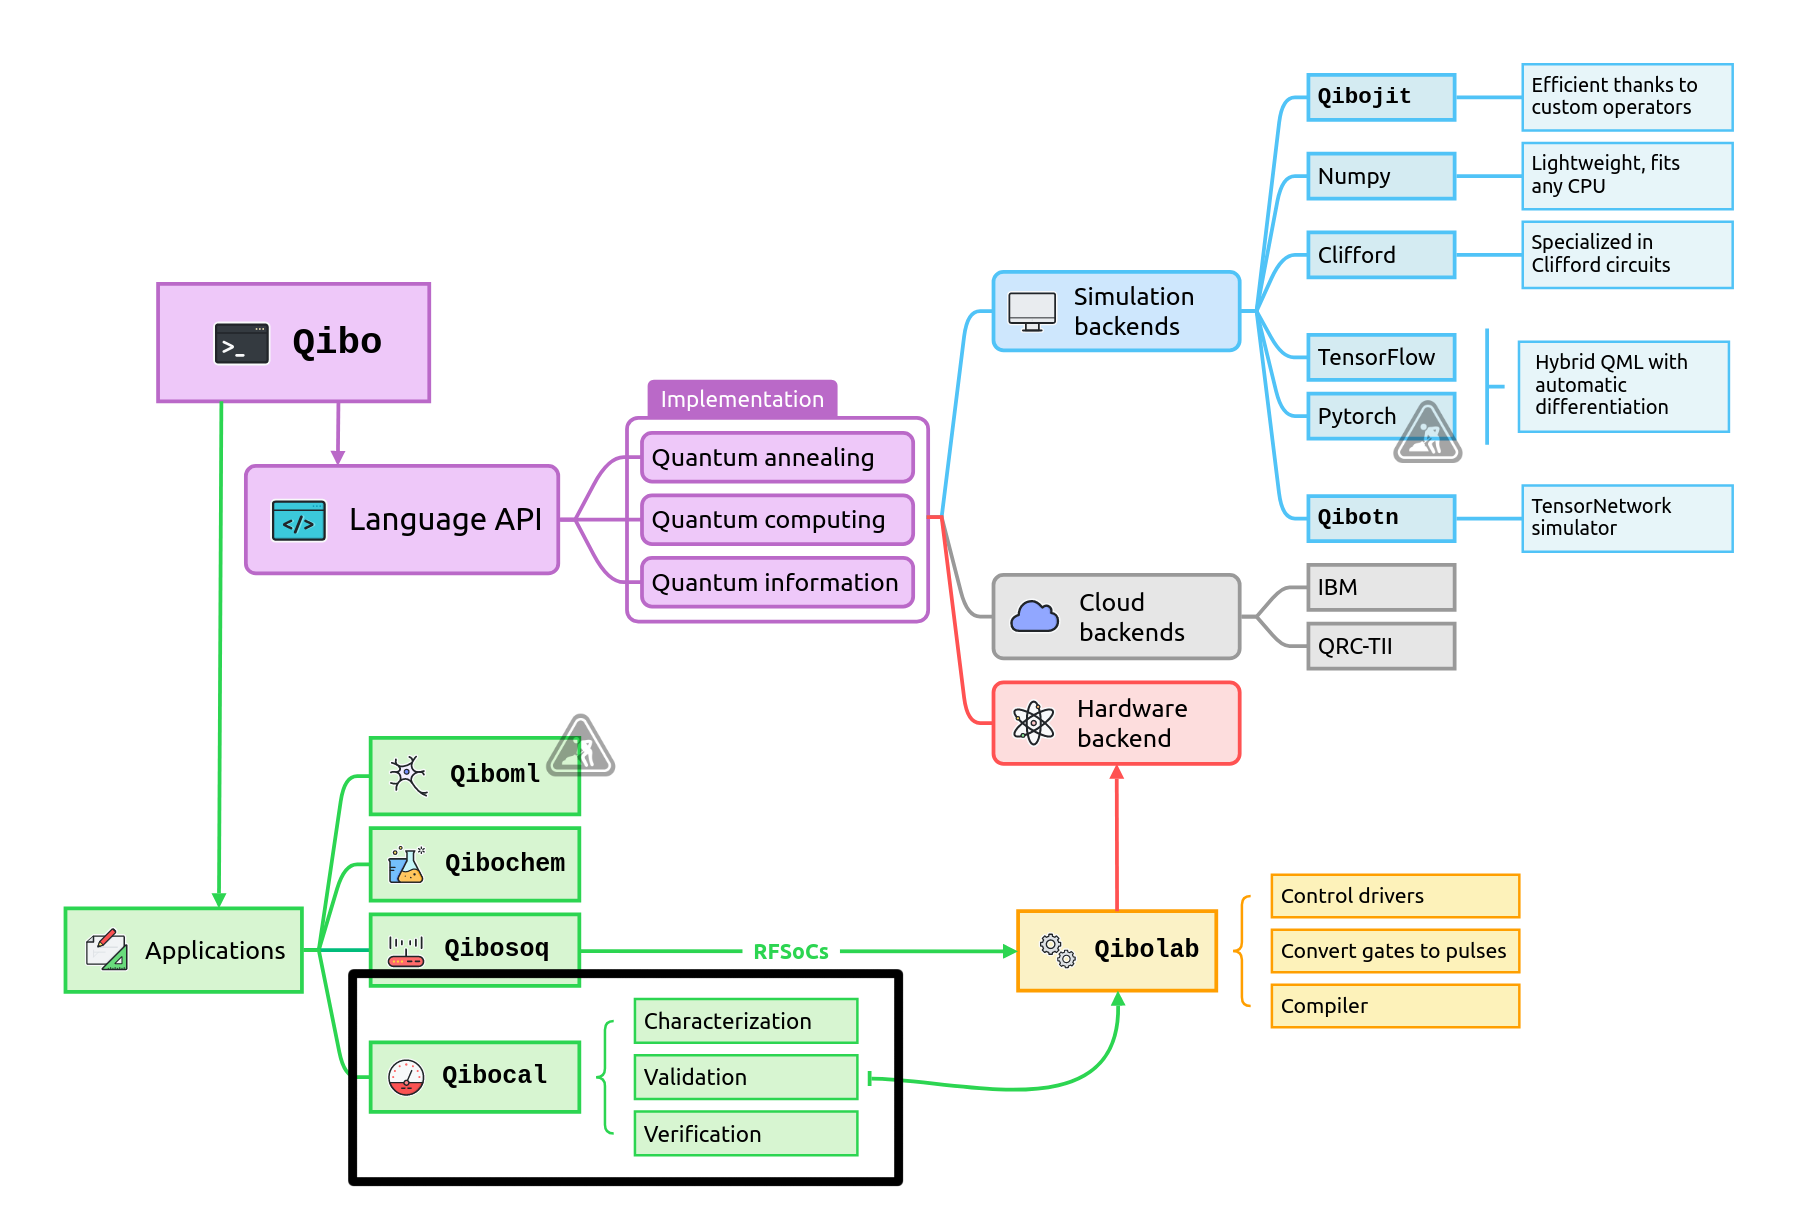 Qibo
>_
Language API
</>
Implementation
Quantum annealing
Quantum computing
Quantum information
Simulation
backends
Qibojit
Efficient thanks to
custom operators
Numpy
Lightweight, fits
any CPU
Clifford
Specialized in
Clifford circuits
TensorFlow
Pytorch
Hybrid QML with
automatic
differentiation
Qibotn
TensorNetwork
simulator
Cloud
backends
IBM
QRC-TII
Hardware
backend
Applications
Qiboml
Qibochem
Qibosoq
RFSoCs
Qibocal
Characterization
Validation
Verification
Qibolab
Control drivers
Convert gates to pulses
Compiler